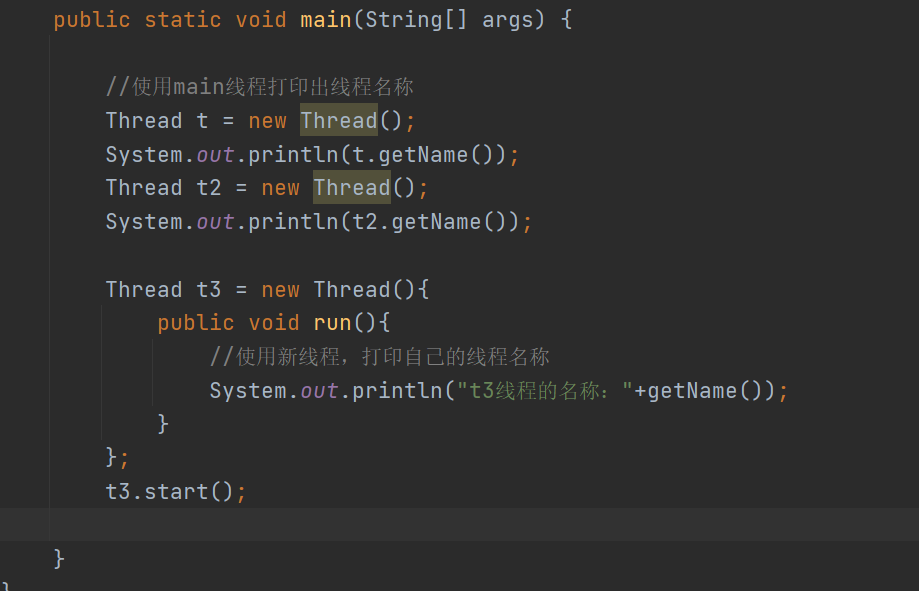 public static void main(String[] args) {
//使用main线程打印出线程名称
Thread t = new Thread();
System.out.println(t.getName());
Thread t2 = new Thread();
System.out.println(t2.getName());
Thread t3 = new Thread(){
public void run(){
//使用新线程，打印自己的线程名称
System.out.println("t3线程的名称："+getName());
}
};
t3.start();
}
}